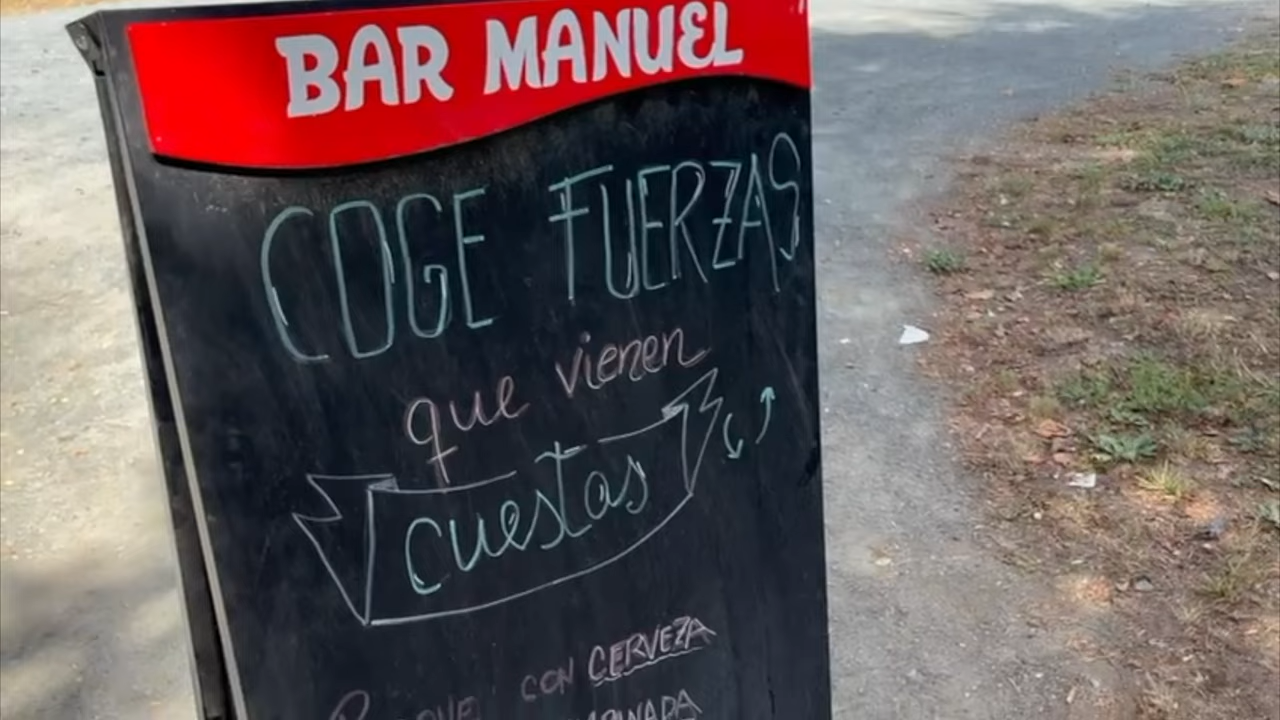 BAR MANUEL
COGE FUERZAS
que vienen
cuestas
CON CERVEZA